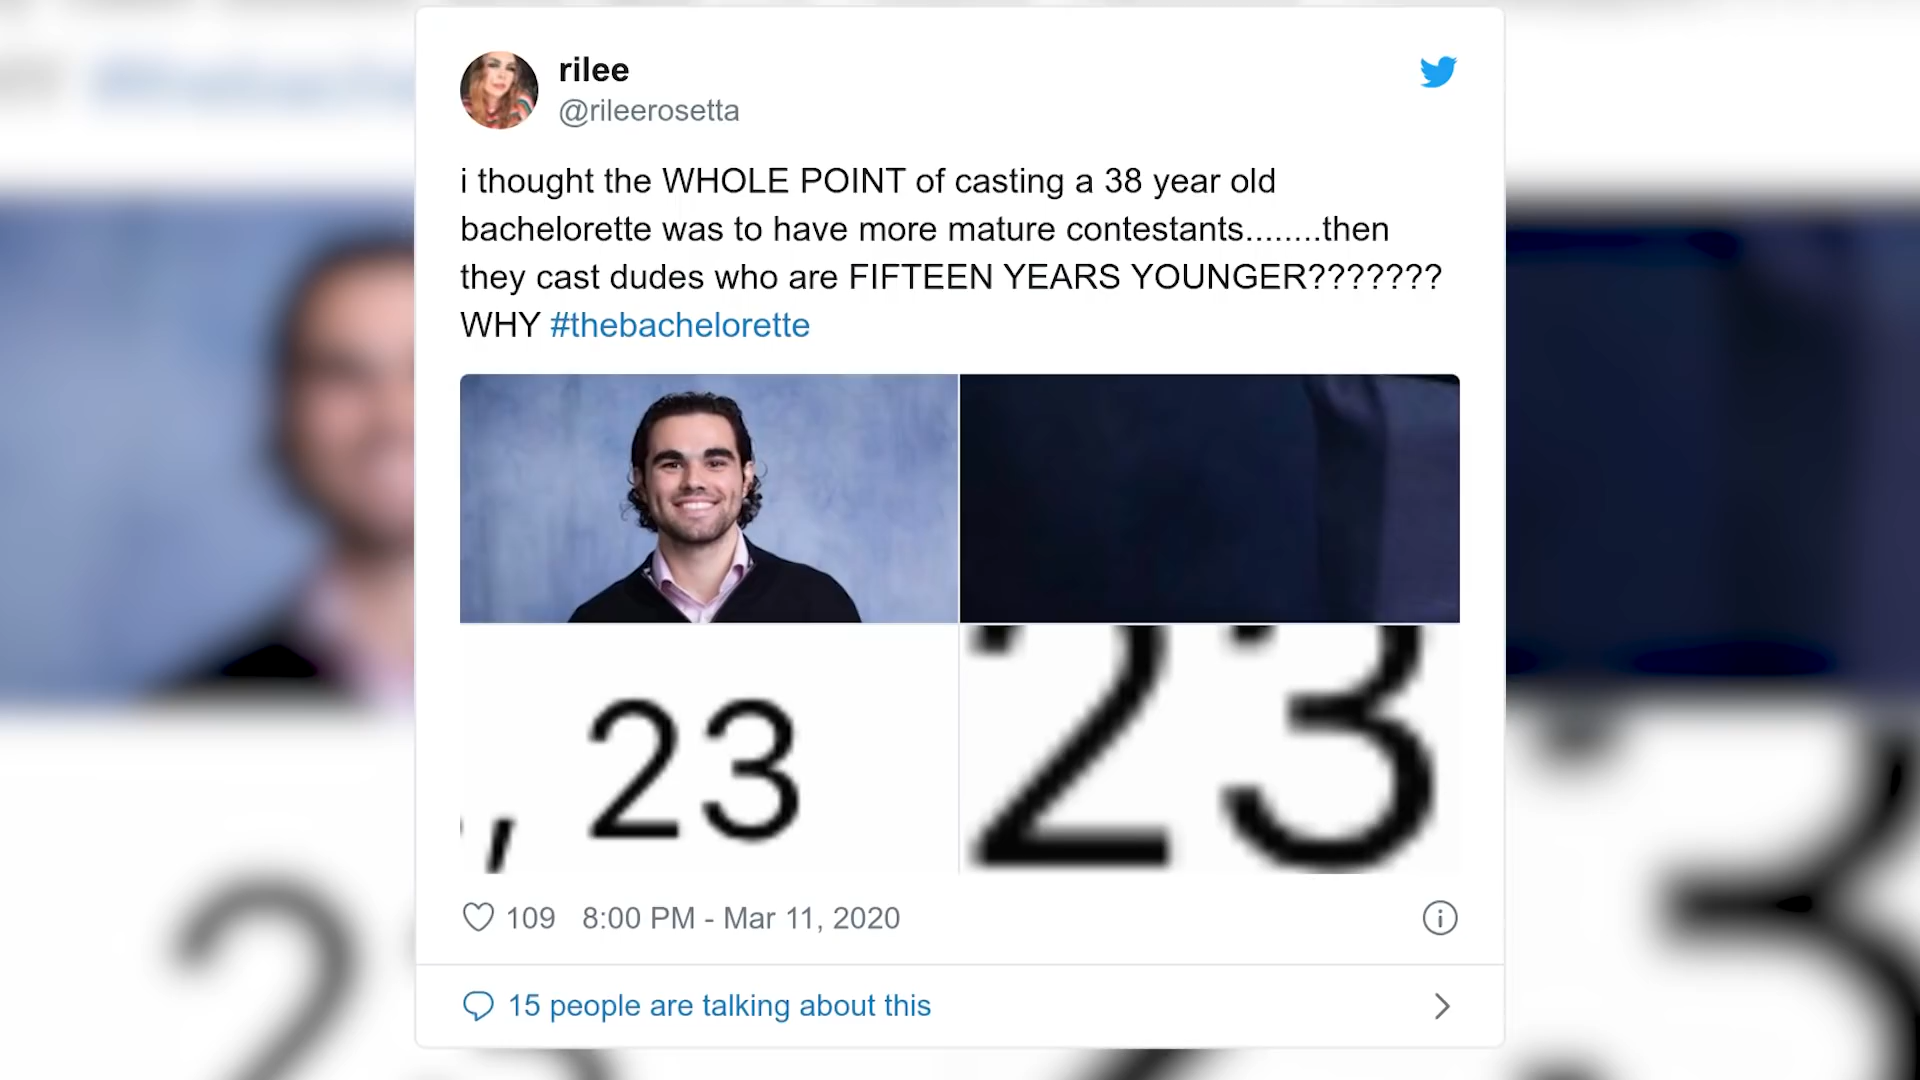 rilee
@rileerosetta
i thought the WHOLE POINT of casting a 38 year old
bachelorette was to have more mature contestants........then
they cast dudes who are FIFTEEN YEARS YOUNGER???????
WHY #thebachelorette
, 23
23
109 8:00 PM - Mar 11, 2020
15 people are talking about this